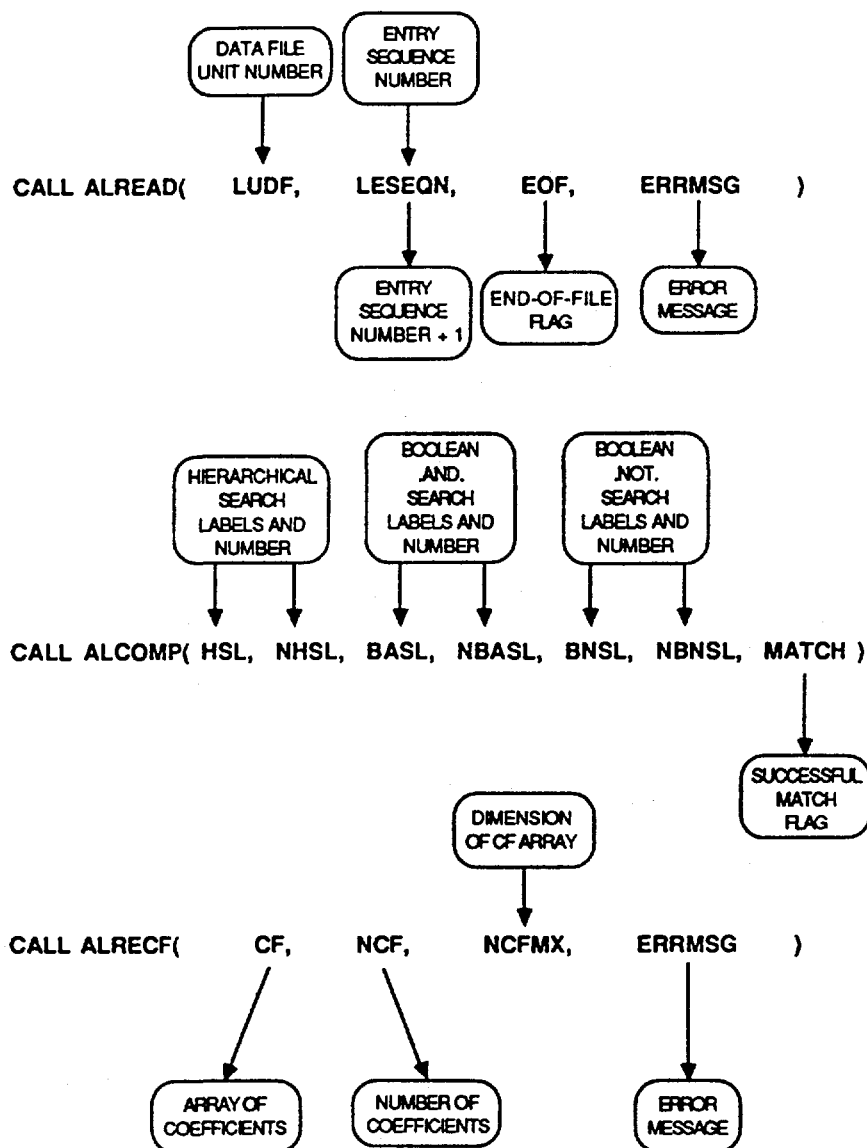 DATA FILE
UNIT NUMBER
ENTRY
SEQUENCE
NUMBER
CALL ALREAD( LUDF, LESEQN, EOF, ERRMSG )
ENTRY
SEQUENCE
NUMBER + 1
END-OF-FILE
FLAG
ERROR
MESSAGE
HIERARCHICAL
SEARCH
LABELS AND
NUMBER
BOOLEAN
.AND.
SEARCH
LABELS AND
NUMBER
BOOLEAN
.NOT.
SEARCH
LABELS AND
NUMBER
CALL ALCOMP( HSL, NHSL, BASL, NBASL, BNSL, NBNSL, MATCH )
SUCCESSFUL
MATCH
FLAG
DIMENSION
OF CF ARRAY
CALL ALRECF( CF, NCF, NCFMX, ERRMSG )
ARRAY OF
COEFFICIENTS
NUMBER OF
COEFFICIENTS
ERROR
MESSAGE